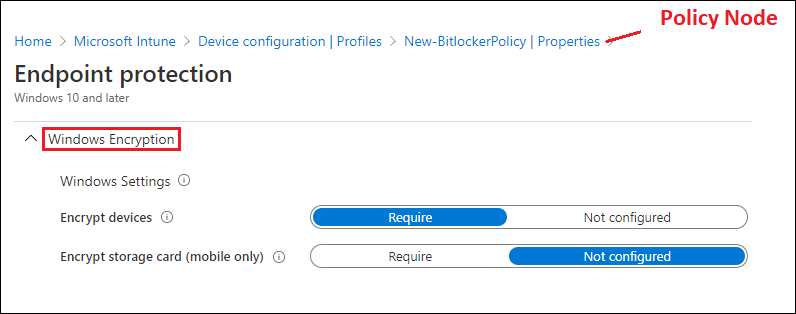 Policy Node
Home > Microsoft Intune > Device configuration | Profiles > New-BitlockerPolicy | Properties >
Endpoint protection
Windows 10 and later
Windows Encryption
Windows Settings
Encrypt devices Require Not configured
Encrypt storage card (mobile only) Require Not configured